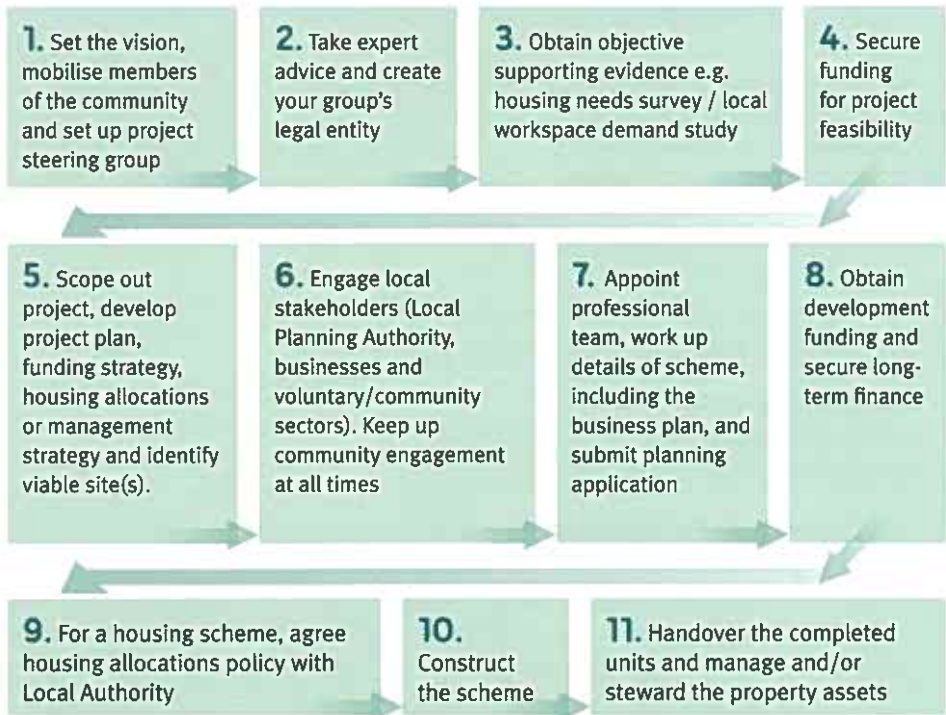 1. Set the vision,
mobilise members
of the community
and set up project
steering group
2. Take expert
advice and create
your group's
legal entity
3. Obtain objective
supporting evidence e.g.
housing needs survey / local
workspace demand study
4. Secure
funding
for project
feasibility
5. Scope out
project, develop
project plan,
funding strategy,
housing allocations
or management
strategy and identify
viable site(s).
6. Engage local
stakeholders (Local
Planning Authority,
businesses and
voluntary/community
sectors). Keep up
community engagement
at all times
7. Appoint
professional
team, work up
details of scheme,
including the
business plan, and
submit planning
application
8. Obtain
development
funding and
secure long-
term finance
9. For a housing scheme, agree
housing allocations policy with
Local Authority
10.
Construct
the scheme
11. Handover the completed
units and manage and/or
steward the property assets